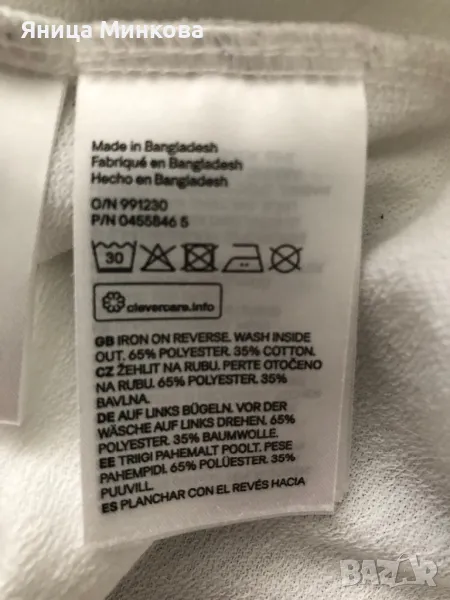 Яница Минкова
Made in Bangladesh
Fabriqué en Bangladesh
Hecho en Bangladesh
O/N 991230
P/N 0455846 5
30
clevercare.info
GB IRON ON REVERSE. WASH INSIDE
OUT. 65% POLYESTER. 35% COTTON.
CZ ŽEHLIT NA RUBU. PERTE OTOČENO
NA RUBU. 65% POLYESTER. 35%
BAVLNA.
DE AUF LINKS BÜGELN. VOR DER
WÄSCHE AUF LINKS DREHEN. 65%
POLYESTER. 35% BAUMWOLLE.
EE TRIIGI PAHEMALT POOLT. PESE
PAHEMPIDI. 65% POLÜESTER. 35%
PUUVILL.
ES PLANCHAR CON EL REVÉS HACIA
bazar.bg